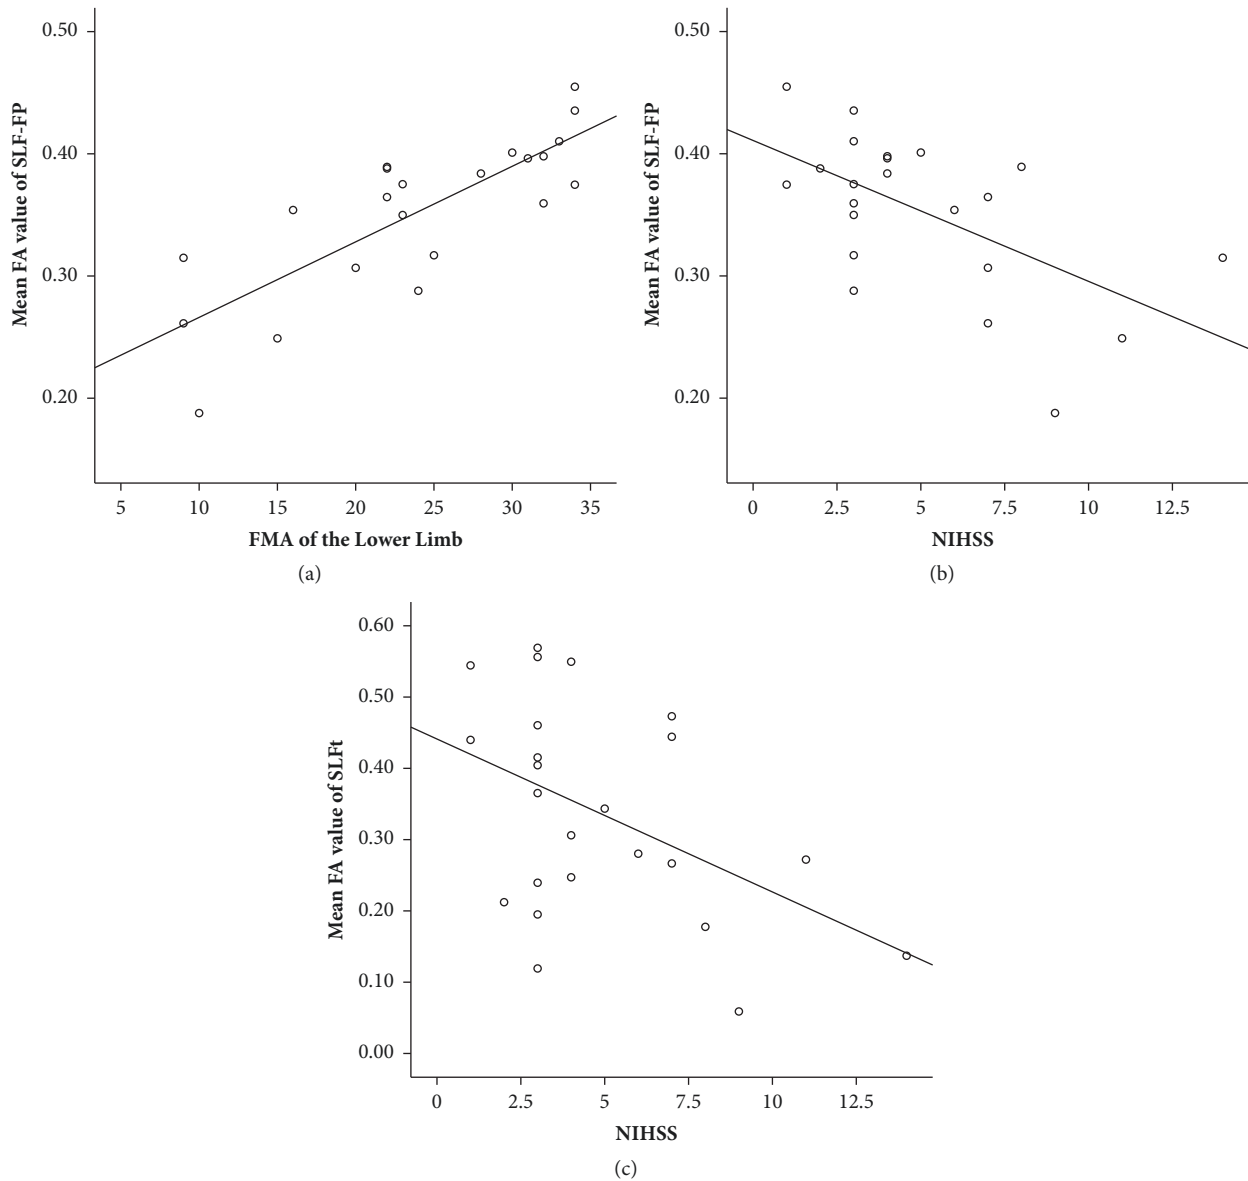 0.50
0.40
0.30
0.20
Mean FA value of SLF-FP
5 10 15 20 25 30 35
FMA of the Lower Limb
(a)
0.50
0.40
0.30
0.20
Mean FA value of SLF-FP
0 2.5 5 7.5 10 12.5
NIHSS
(b)
0.60
0.50
0.40
0.30
0.20
0.10
0.00
Mean FA value of SLFt
0 2.5 5 7.5 10 12.5
NIHSS
(c)